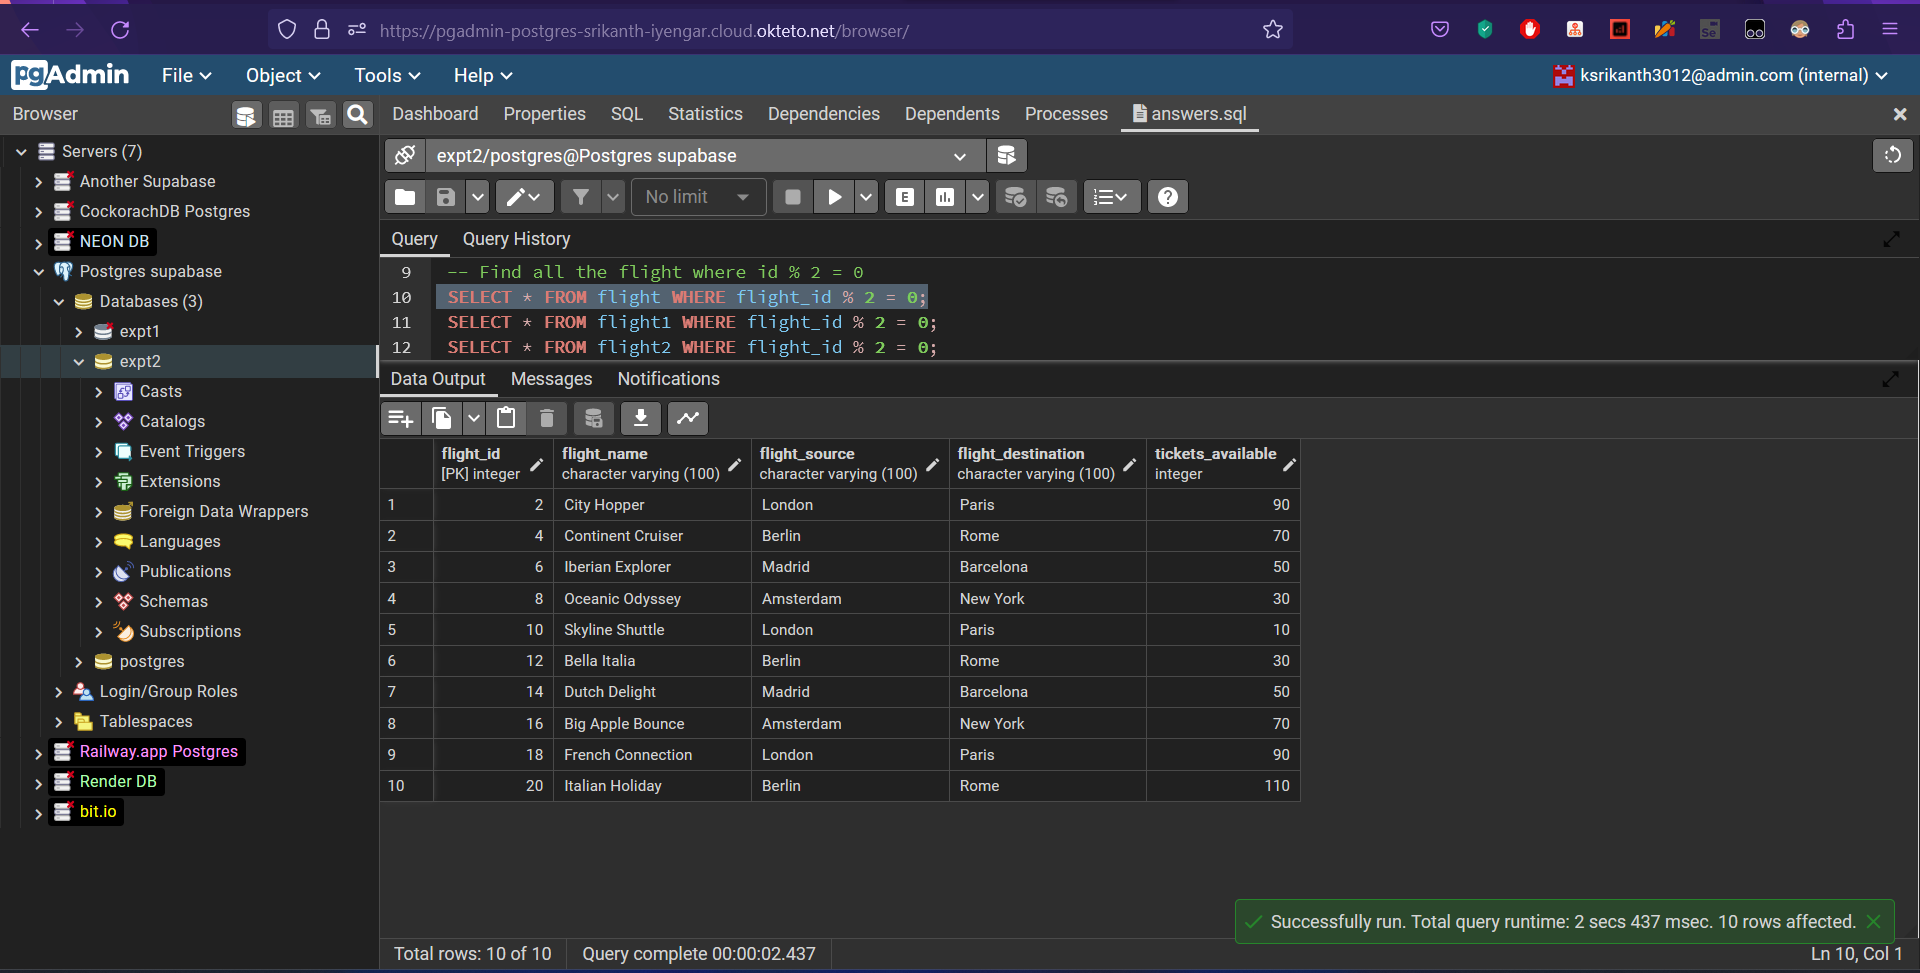 https://pgadmin-postgres-srikanth-iyengar.cloud.okteto.net/browser/
pgAdmin File Object Tools Help ksrikanth3012@admin.com (internal)
Browser
Dashboard Properties SQL Statistics Dependencies Dependents Processes answers.sql
Servers (7)
Another Supabase
CockorachDB Postgres
NEON DB
Postgres supabase
Databases (3)
expt1
expt2
Casts
Catalogs
Event Triggers
Extensions
Foreign Data Wrappers
Languages
Publications
Schemas
Subscriptions
postgres
Login/Group Roles
Tablespaces
Railway.app Postgres
Render DB
bit.io
expt2/postgres@Postgres supabase
No limit E
Query Query History
9 -- Find all the flight where id % 2 = 0
10 SELECT * FROM flight WHERE flight_id % 2 = 0;
11 SELECT * FROM flight1 WHERE flight_id % 2 = 0;
12 SELECT * FROM flight2 WHERE flight_id % 2 = 0;
Data Output Messages Notifications
flight_id flight_name flight_source flight_destination tickets_available
[PK] integer character varying (100) character varying (100) character varying (100) integer
1 2 City Hopper London Paris 90
2 4 Continent Cruiser Berlin Rome 70
3 6 Iberian Explorer Madrid Barcelona 50
4 8 Oceanic Odyssey Amsterdam New York 30
5 10 Skyline Shuttle London Paris 10
6 12 Bella Italia Berlin Rome 30
7 14 Dutch Delight Madrid Barcelona 50
8 16 Big Apple Bounce Amsterdam New York 70
9 18 French Connection London Paris 90
10 20 Italian Holiday Berlin Rome 110
Successfully run. Total query runtime: 2 secs 437 msec. 10 rows affected.
Total rows: 10 of 10 Query complete 00:00:02.437 Ln 10, Col 1